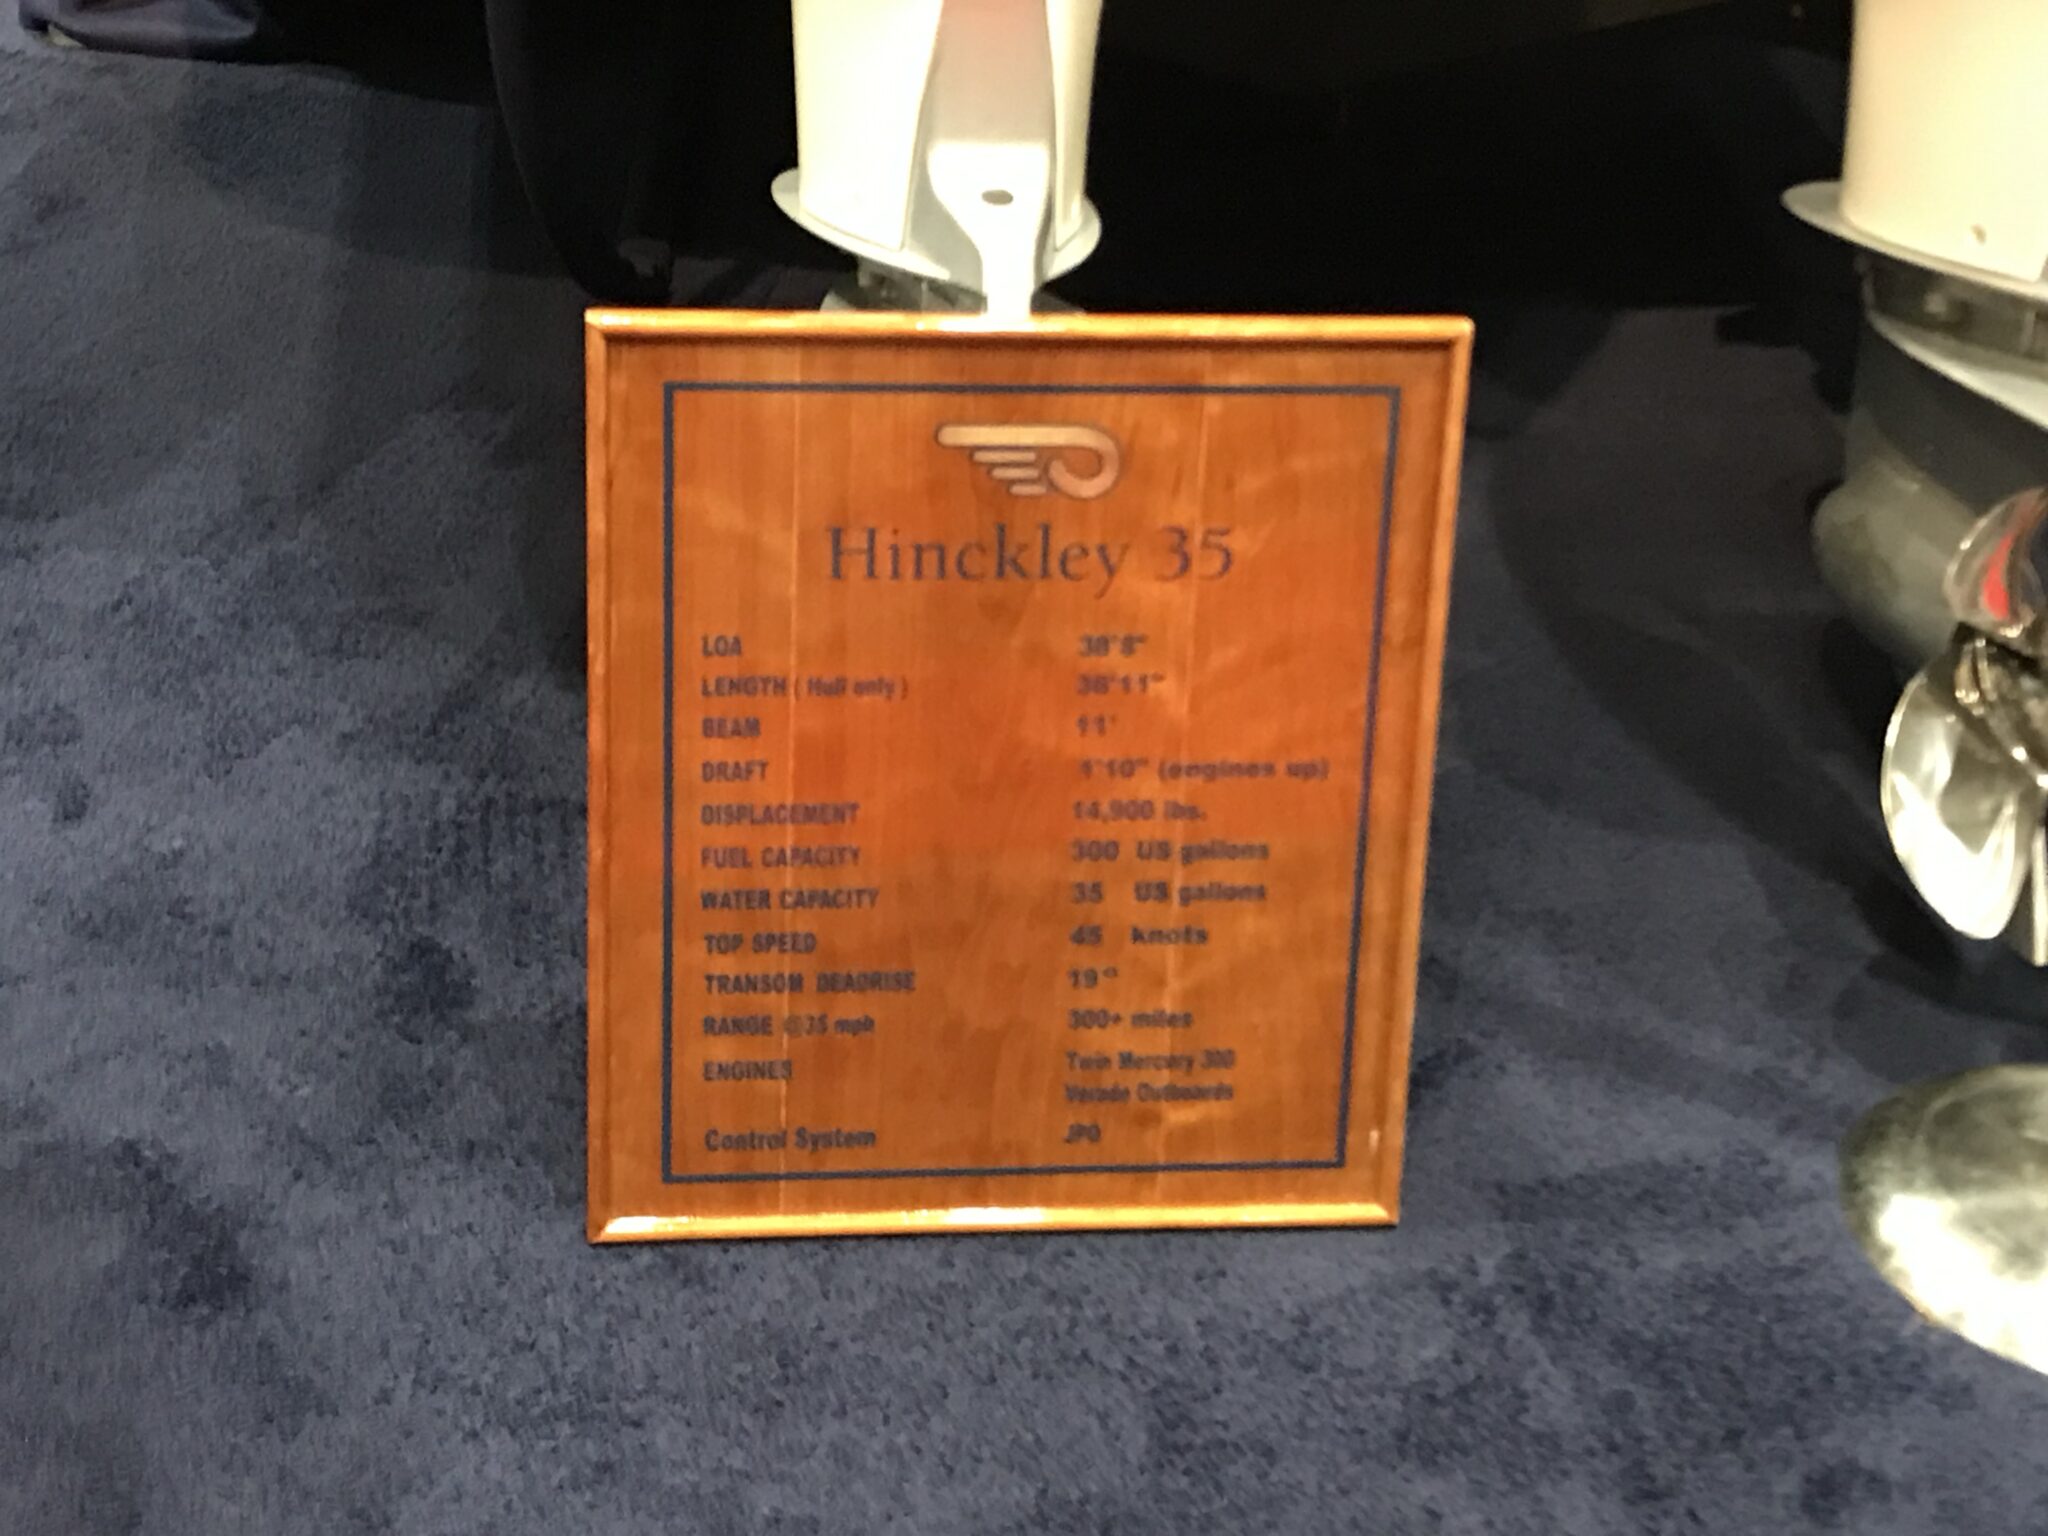 Hinckley 35
LOA 38'8"
LENGTH ( Hull only ) 36'11"
BEAM 11'
DRAFT 1'10" (engines up)
DISPLACEMENT 14,900 lbs.
FUEL CAPACITY 300 US gallons
WATER CAPACITY 35 US gallons
TOP SPEED 45 knots
TRANSOM DEADRISE 19°
RANGE @ 35 mph 300+ miles
ENGINES Twin Mercury 300
Verado Outboards
Control System JPO